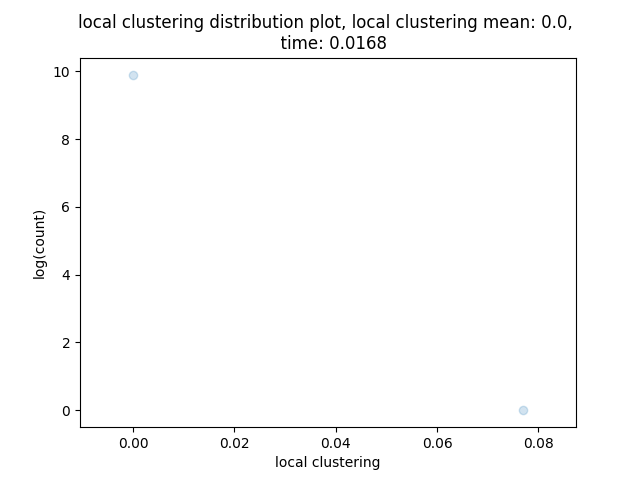 local clustering distribution plot, local clustering mean: 0.0,
time: 0.0168
10
8
6
4
2
0
log(count)
0.00 0.02 0.04 0.06 0.08
local clustering